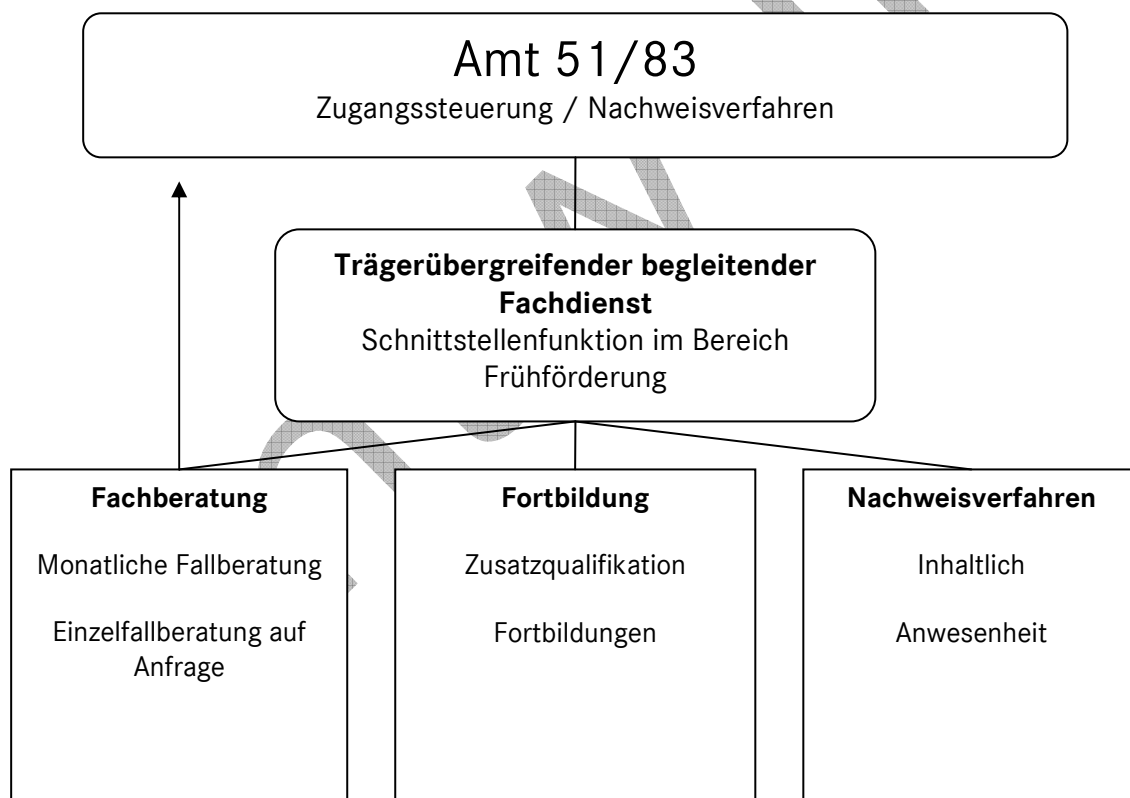 Amt 51/83
Zugangssteuerung / Nachweisverfahren
Trägerübergreifender begleitender
Fachdienst
Schnittstellenfunktion im Bereich
Frühförderung
Fachberatung
Monatliche Fallberatung
Einzelfallberatung auf
Anfrage
Fortbildung
Zusatzqualifikation
Fortbildungen
Nachweisverfahren
Inhaltlich
Anwesenheit